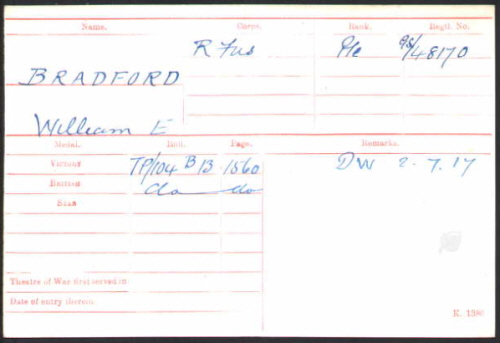 Name. Corps. Rank. Regtl. No.
R Fus Pte GS/48170
BRADFORD
William E
Medal. Roll. Page. Remarks.
Victory TP/104 B13 1560 DW 2.7.17
British do do
Star
Theatre of War first served in
Date of entry therein
K. 1380